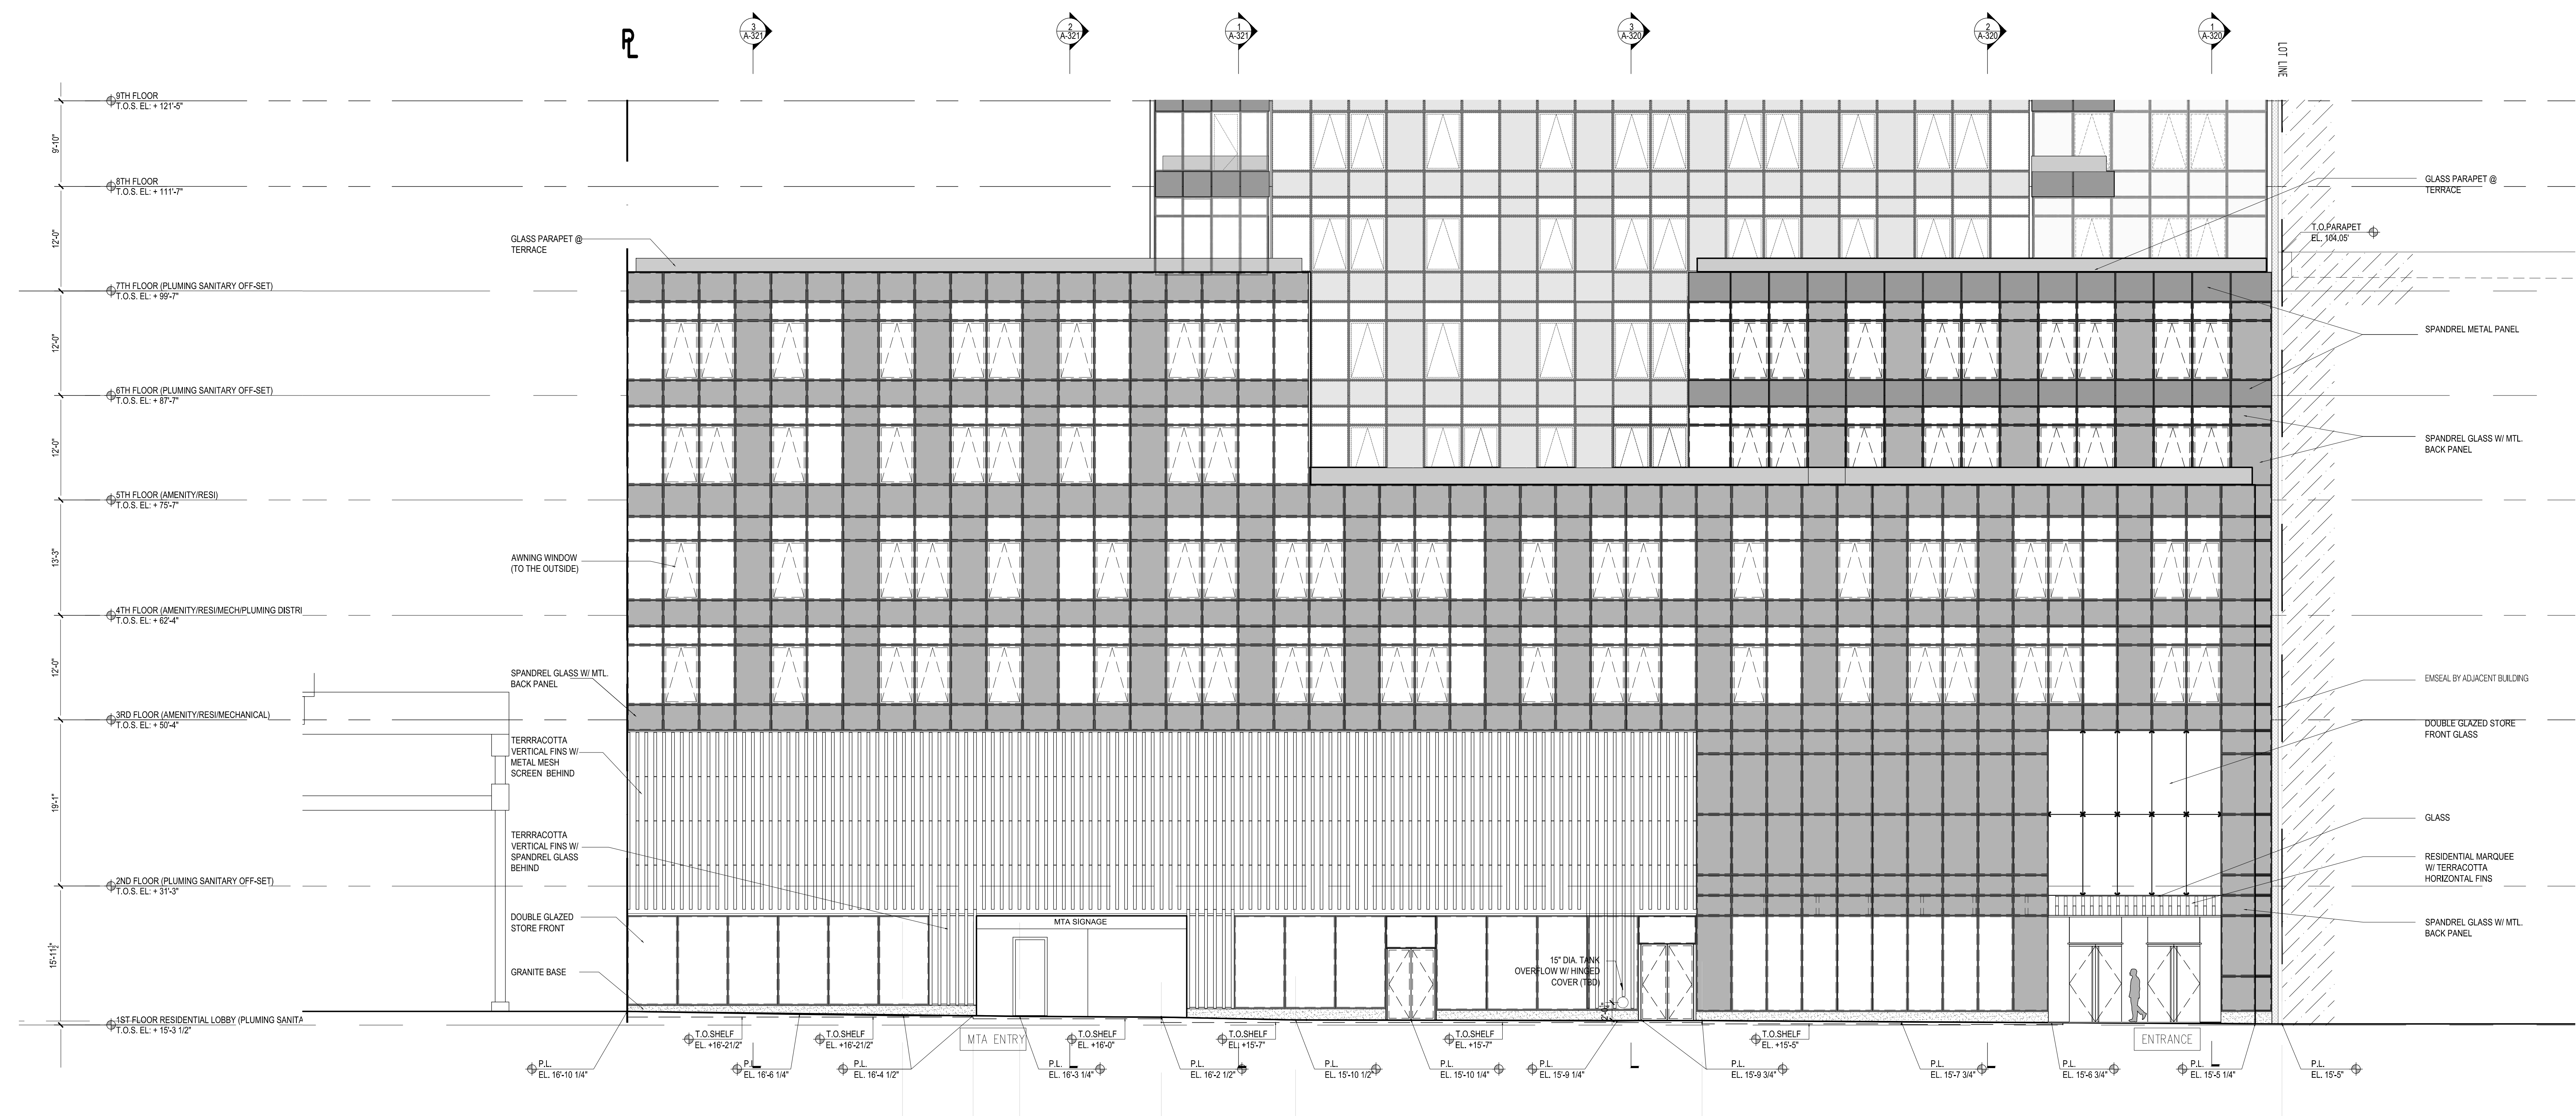 3
A-321
2
A-321
1
A-321
3
A-320
2
A-320
1
A-320
PL
LOT LINE
9TH FLOOR
T.O.S. EL: + 121'-5"
9'-10"
8TH FLOOR
T.O.S. EL: + 111'-7"
12'-0"
7TH FLOOR (PLUMING SANITARY OFF-SET)
T.O.S. EL: + 99'-7"
12'-0"
6TH FLOOR (PLUMING SANITARY OFF-SET)
T.O.S. EL: + 87'-7"
12'-0"
5TH FLOOR (AMENITY/RESI)
T.O.S. EL: + 75'-7"
13'-3"
4TH FLOOR (AMENITY/RESI/MECH/PLUMING DISTRI
T.O.S. EL: + 62'-4"
12'-0"
3RD FLOOR (AMENITY/RESI/MECHANICAL)
T.O.S. EL: + 50'-4"
19'-1"
2ND FLOOR (PLUMING SANITARY OFF-SET)
T.O.S. EL: + 31'-3"
15'-11 1/2"
1ST FLOOR RESIDENTIAL LOBBY (PLUMING SANITA
T.O.S. EL: + 15'-3 1/2"
GLASS PARAPET @
TERRACE
AWNING WINDOW
(TO THE OUTSIDE)
SPANDREL GLASS W/ MTL.
BACK PANEL
TERRRACOTTA
VERTICAL FINS W/
METAL MESH
SCREEN BEHIND
TERRRACOTTA
VERTICAL FINS W/
SPANDREL GLASS
BEHIND
DOUBLE GLAZED
STORE FRONT
GRANITE BASE
MTA SIGNAGE
15" DIA. TANK
OVERFLOW W/ HINGED
COVER (TBD)
GLASS PARAPET @
TERRACE
T.O.PARAPET
EL. 104.05'
SPANDREL METAL PANEL
SPANDREL GLASS W/ MTL.
BACK PANEL
EMSEAL BY ADJACENT BUILDING
DOUBLE GLAZED STORE
FRONT GLASS
GLASS
RESIDENTIAL MARQUEE
W/ TERRACOTTA
HORIZONTAL FINS
SPANDREL GLASS W/ MTL.
BACK PANEL
T.O.SHELF
EL. +16'-21/2"
T.O.SHELF
EL. +16'-21/2"
MTA ENTRY
T.O.SHELF
EL. +16'-0"
T.O.SHELF
EL. +15'-7"
T.O.SHELF
EL. +15'-7"
T.O.SHELF
EL. +15'-5"
ENTRANCE
P.L.
EL. 16'-10 1/4"
P.L.
EL. 16'-6 1/4"
P.L.
EL. 16'-4 1/2"
P.L.
EL. 16'-3 1/4"
P.L.
EL. 16'-2 1/2"
P.L.
EL. 15'-10 1/2"
P.L.
EL. 15'-10 1/4"
P.L.
EL. 15'-9 1/4"
P.L.
EL. 15'-9 3/4"
P.L.
EL. 15'-7 3/4"
P.L.
EL. 15'-6 3/4"
P.L.
EL. 15'-5 1/4"
P.L.
EL. 15'-5"